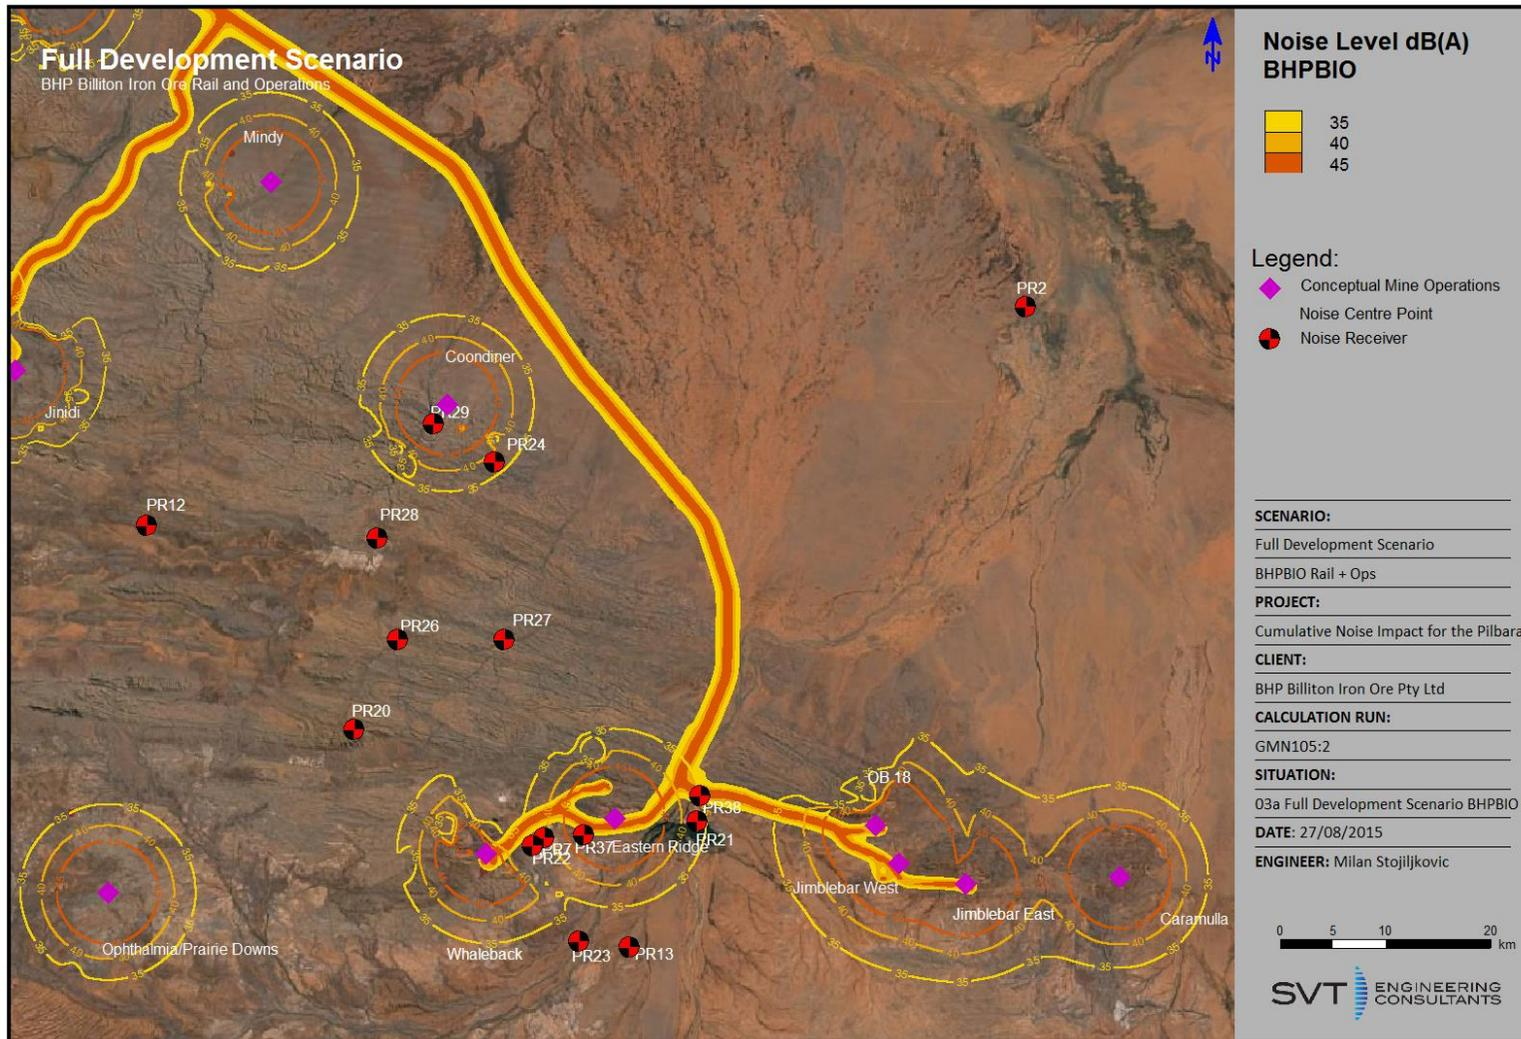 Full Development Scenario
BHP Billiton Iron Ore Rail and Operations
Mindy
Coondiner
Jinidi
PR2
PR29
PR24
PR12
PR28
PR26
PR27
PR20
OB 18
PR38
PR21
PR7
PR37
Eastern Ridge
PR22
Jimblebar West
Jimblebar East
Caramulla
Ophthalmia/Prairie Downs
Whaleback
PR23
PR13
N
Noise Level dB(A)
BHPBIO
35
40
45
Legend:
Conceptual Mine Operations
Noise Centre Point
Noise Receiver
SCENARIO:
Full Development Scenario
BHPBIO Rail + Ops
PROJECT:
Cumulative Noise Impact for the Pilbara
CLIENT:
BHP Billiton Iron Ore Pty Ltd
CALCULATION RUN:
GMN105:2
SITUATION:
03a Full Development Scenario BHPBIO
DATE: 27/08/2015
ENGINEER: Milan Stojiljkovic
0 5 10 20 km
SVT ENGINEERING
CONSULTANTS